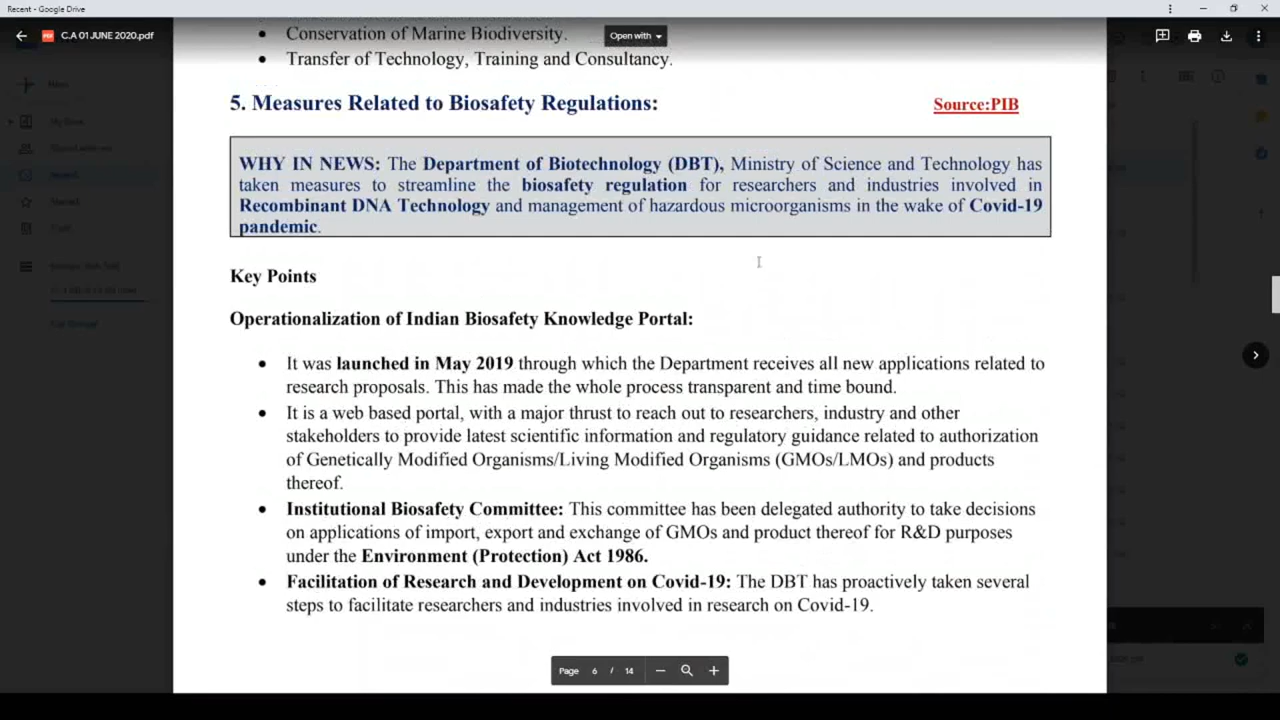 Recent - Google Drive
C.A 01 JUNE 2020.pdf
Open with
• Conservation of Marine Biodiversity.
• Transfer of Technology, Training and Consultancy.
5. Measures Related to Biosafety Regulations:
Source:PIB
WHY IN NEWS: The Department of Biotechnology (DBT), Ministry of Science and Technology has
taken measures to streamline the biosafety regulation for researchers and industries involved in
Recombinant DNA Technology and management of hazardous microorganisms in the wake of Covid-19
pandemic.
Key Points
Operationalization of Indian Biosafety Knowledge Portal:
• It was launched in May 2019 through which the Department receives all new applications related to
research proposals. This has made the whole process transparent and time bound.
• It is a web based portal, with a major thrust to reach out to researchers, industry and other
stakeholders to provide latest scientific information and regulatory guidance related to authorization
of Genetically Modified Organisms/Living Modified Organisms (GMOs/LMOs) and products
thereof.
• Institutional Biosafety Committee: This committee has been delegated authority to take decisions
on applications of import, export and exchange of GMOs and product thereof for R&D purposes
under the Environment (Protection) Act 1986.
• Facilitation of Research and Development on Covid-19: The DBT has proactively taken several
steps to facilitate researchers and industries involved in research on Covid-19.
Page 6 / 14